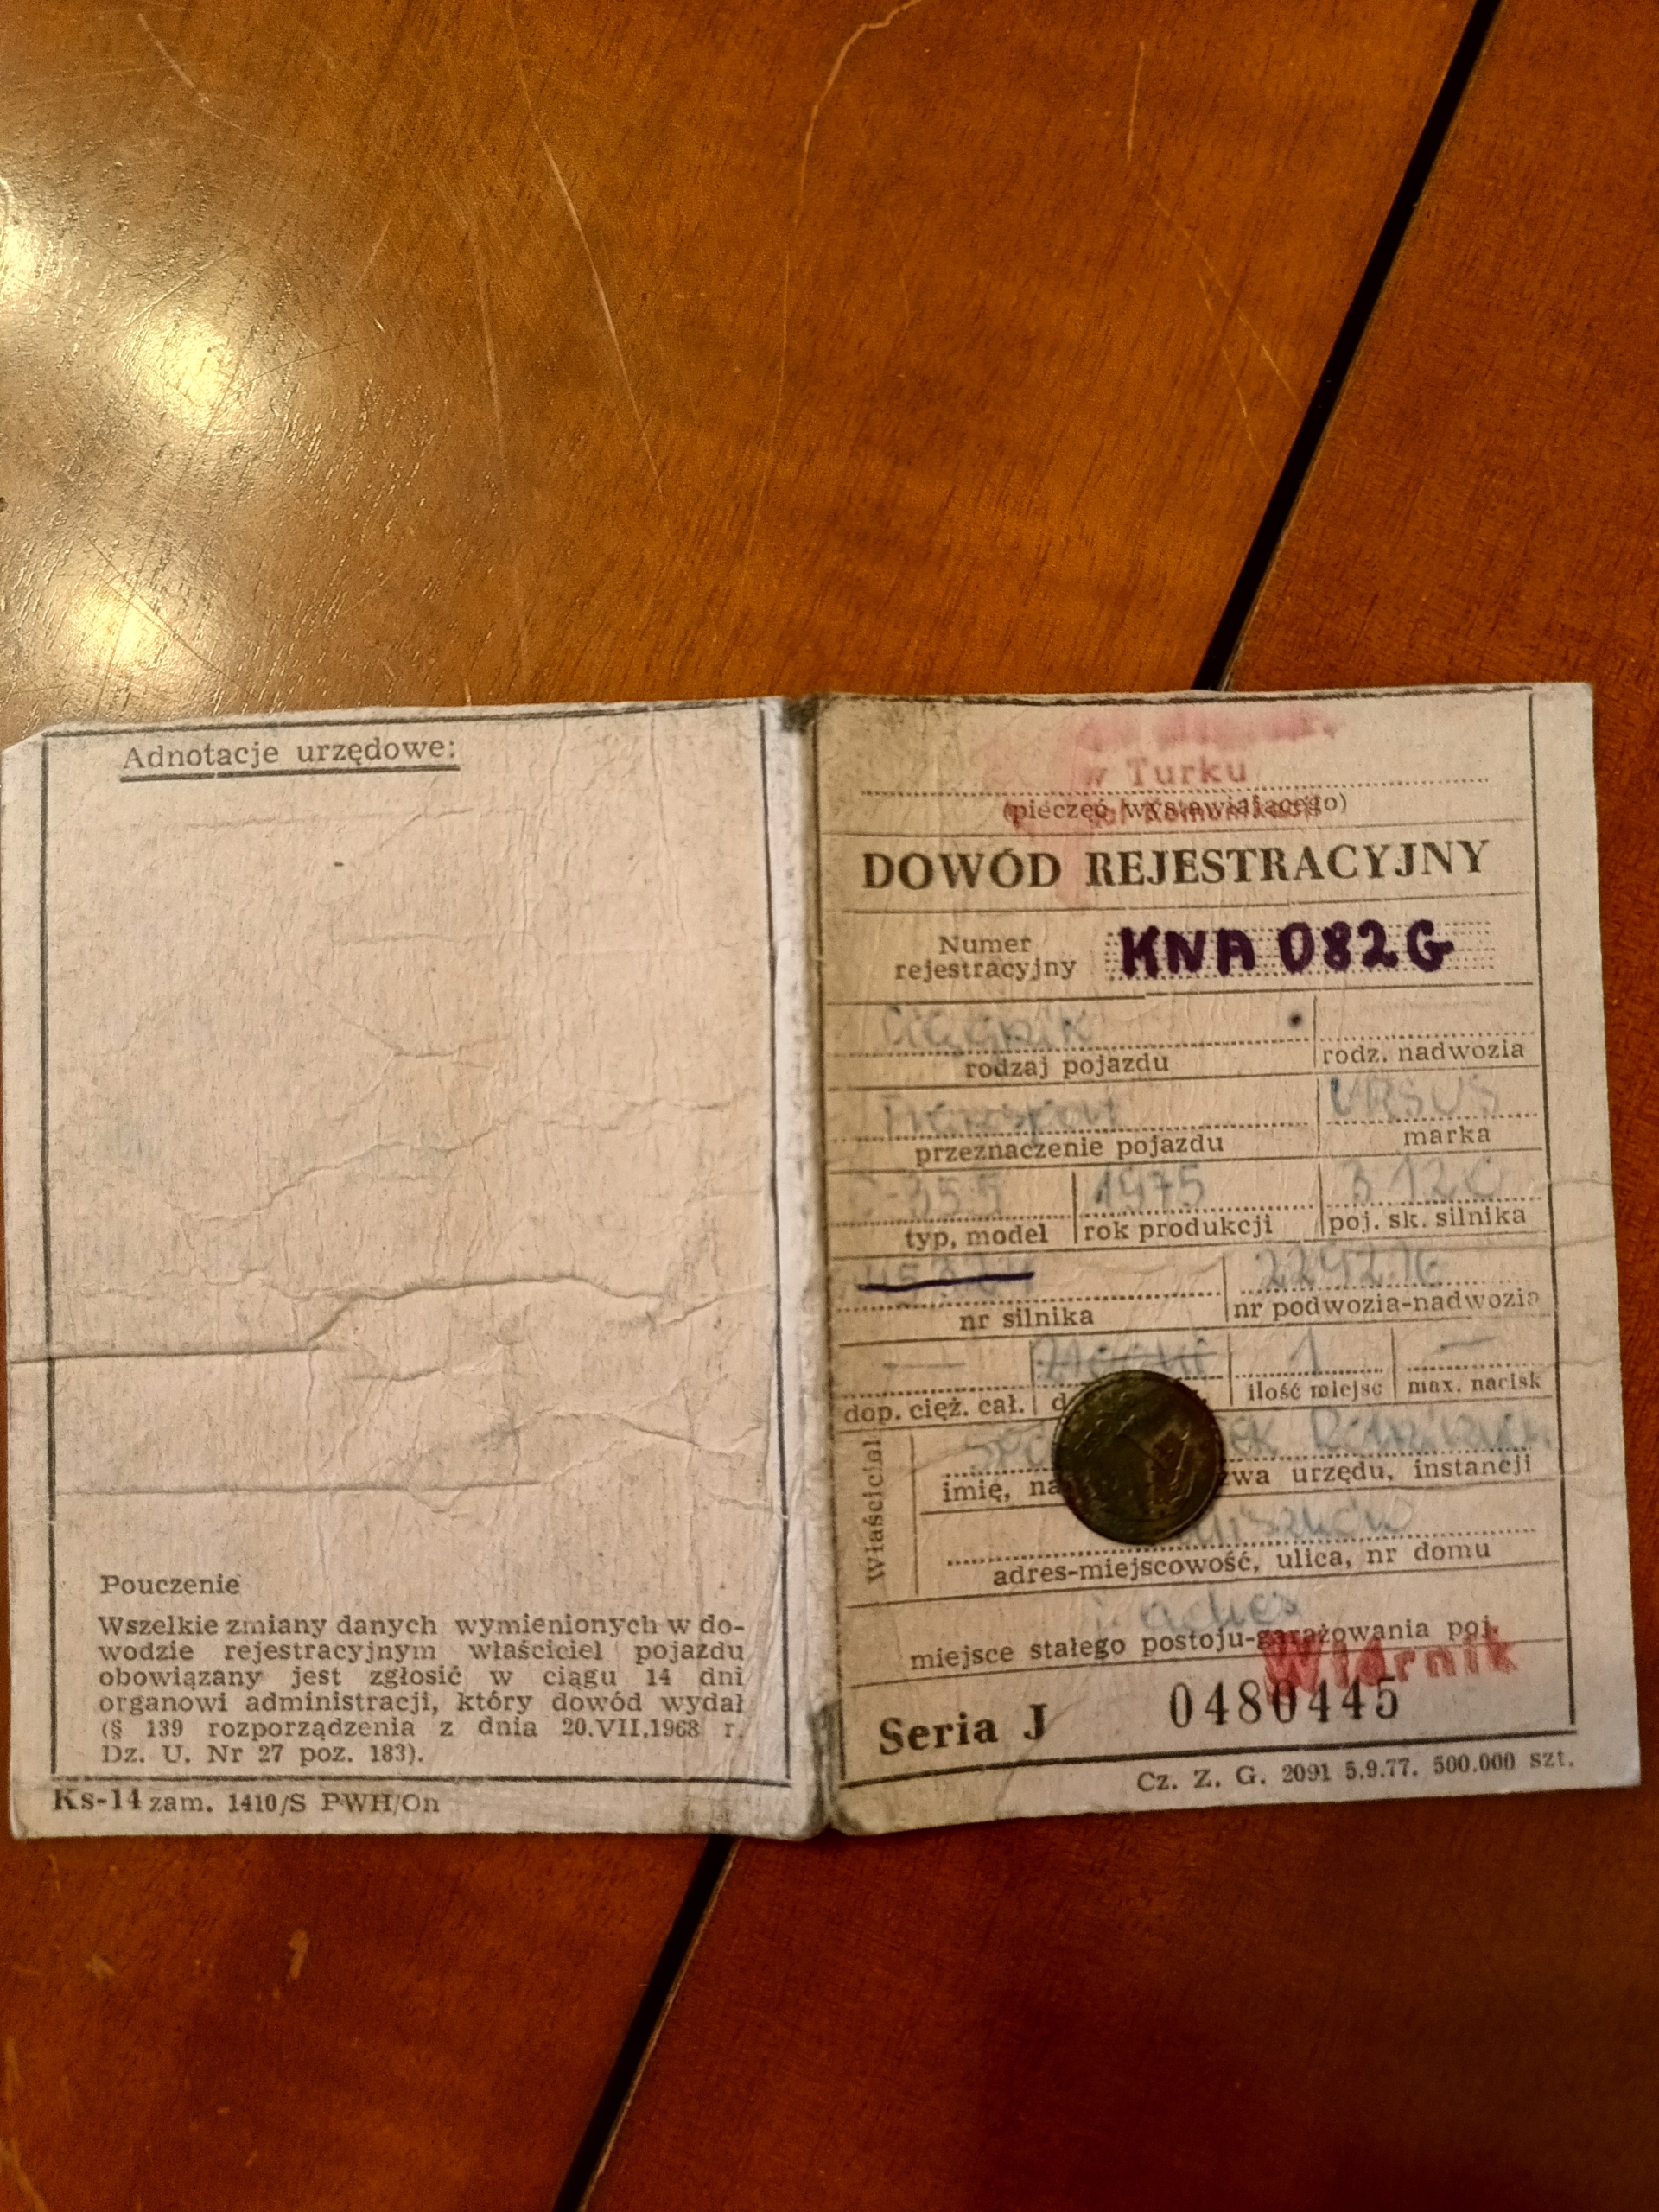 Adnotacje urzędowe:
Pouczenie
Wszelkie zmiany danych wymienionych w do-
wodzie rejestracyjnym właściciel pojazdu
obowiązany jest zgłosić w ciągu 14 dni
organowi administracji, który dowód wydał
(§ 139 rozporządzenia z dnia 20.VII.1968 r.
Dz. U. Nr 27 poz. 183).
Ks-14 zam. 1410/S PWH/On
w Turku
(pieczęć wystawiającego)
DOWÓD REJESTRACYJNY
Numer
rejestracyjny KNA 082G
Ciągnik
rodzaj pojazdu rodz. nadwozia
Transport URSUS
przeznaczenie pojazdu marka
C-355 1975 3120
typ, model rok produkcji poj. sk. silnika
nr silnika nr podwozia-nadwozia
— 1 —
dop. cięż. cał. ilość miejsc max. nacisk
Właściciel
imię, urzędu, instancji
adres-miejscowość, ulica, nr domu
miejsce stałego postoju-garażowania poj.
Seria J 0480445
Cz. Z. G. 2091 5.9.77. 500.000 szt.